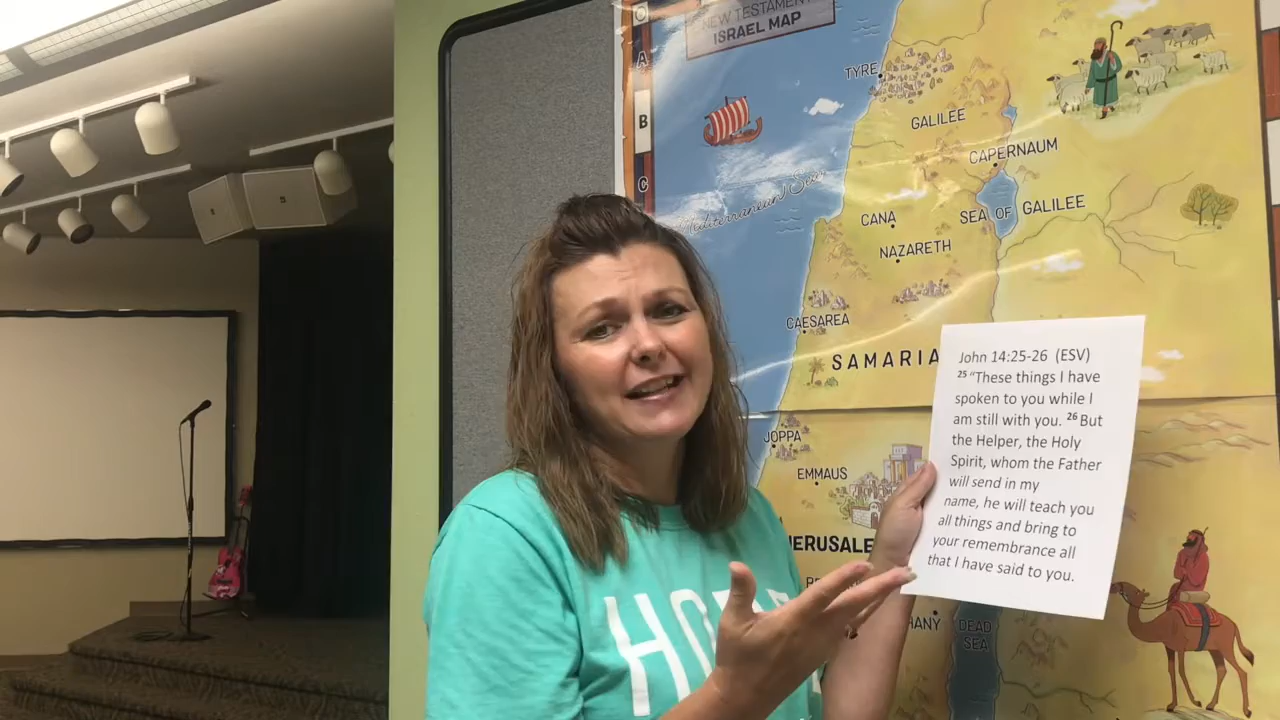 NEW TESTAMENT
ISRAEL MAP
O
A
B
C
TYRE
GALILEE
CAPERNAUM
Mediterranean Sea
CANA
SEA OF GALILEE
NAZARETH
CAESAREA
SAMARIA
JOPPA
EMMAUS
JERUSALE
HANY
DEAD
SEA
John 14:25-26 (ESV)
25 “These things I have
spoken to you while I
am still with you. 26 But
the Helper, the Holy
Spirit, whom the Father
will send in my
name, he will teach you
all things and bring to
your remembrance all
that I have said to you.
HOP